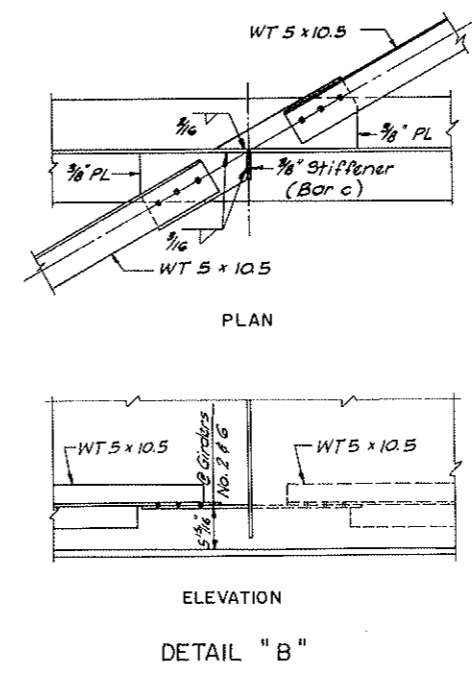 WT 5 x 10.5
3/16
3/8" PL
3/8" PL
3/8" Stiffener
(Bar c)
3/16
WT 5 x 10.5
PLAN
WT 5 x 10.5
@ Girders
No. 2 & 6
WT 5 x 10.5
5 15/16"
ELEVATION
DETAIL "B"